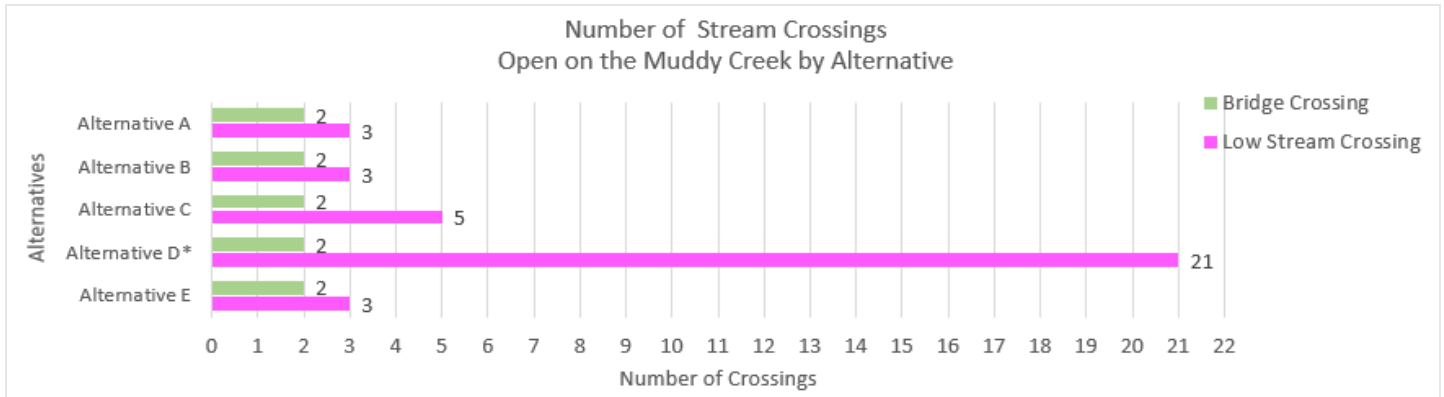 Number of Stream Crossings
Open on the Muddy Creek by Alternative
Bridge Crossing
Low Stream Crossing
Alternatives
Alternative A
2
3
Alternative B
2
3
Alternative C
2
5
Alternative D*
2
21
Alternative E
2
3
0 1 2 3 4 5 6 7 8 9 10 11 12 13 14 15 16 17 18 19 20 21 22
Number of Crossings